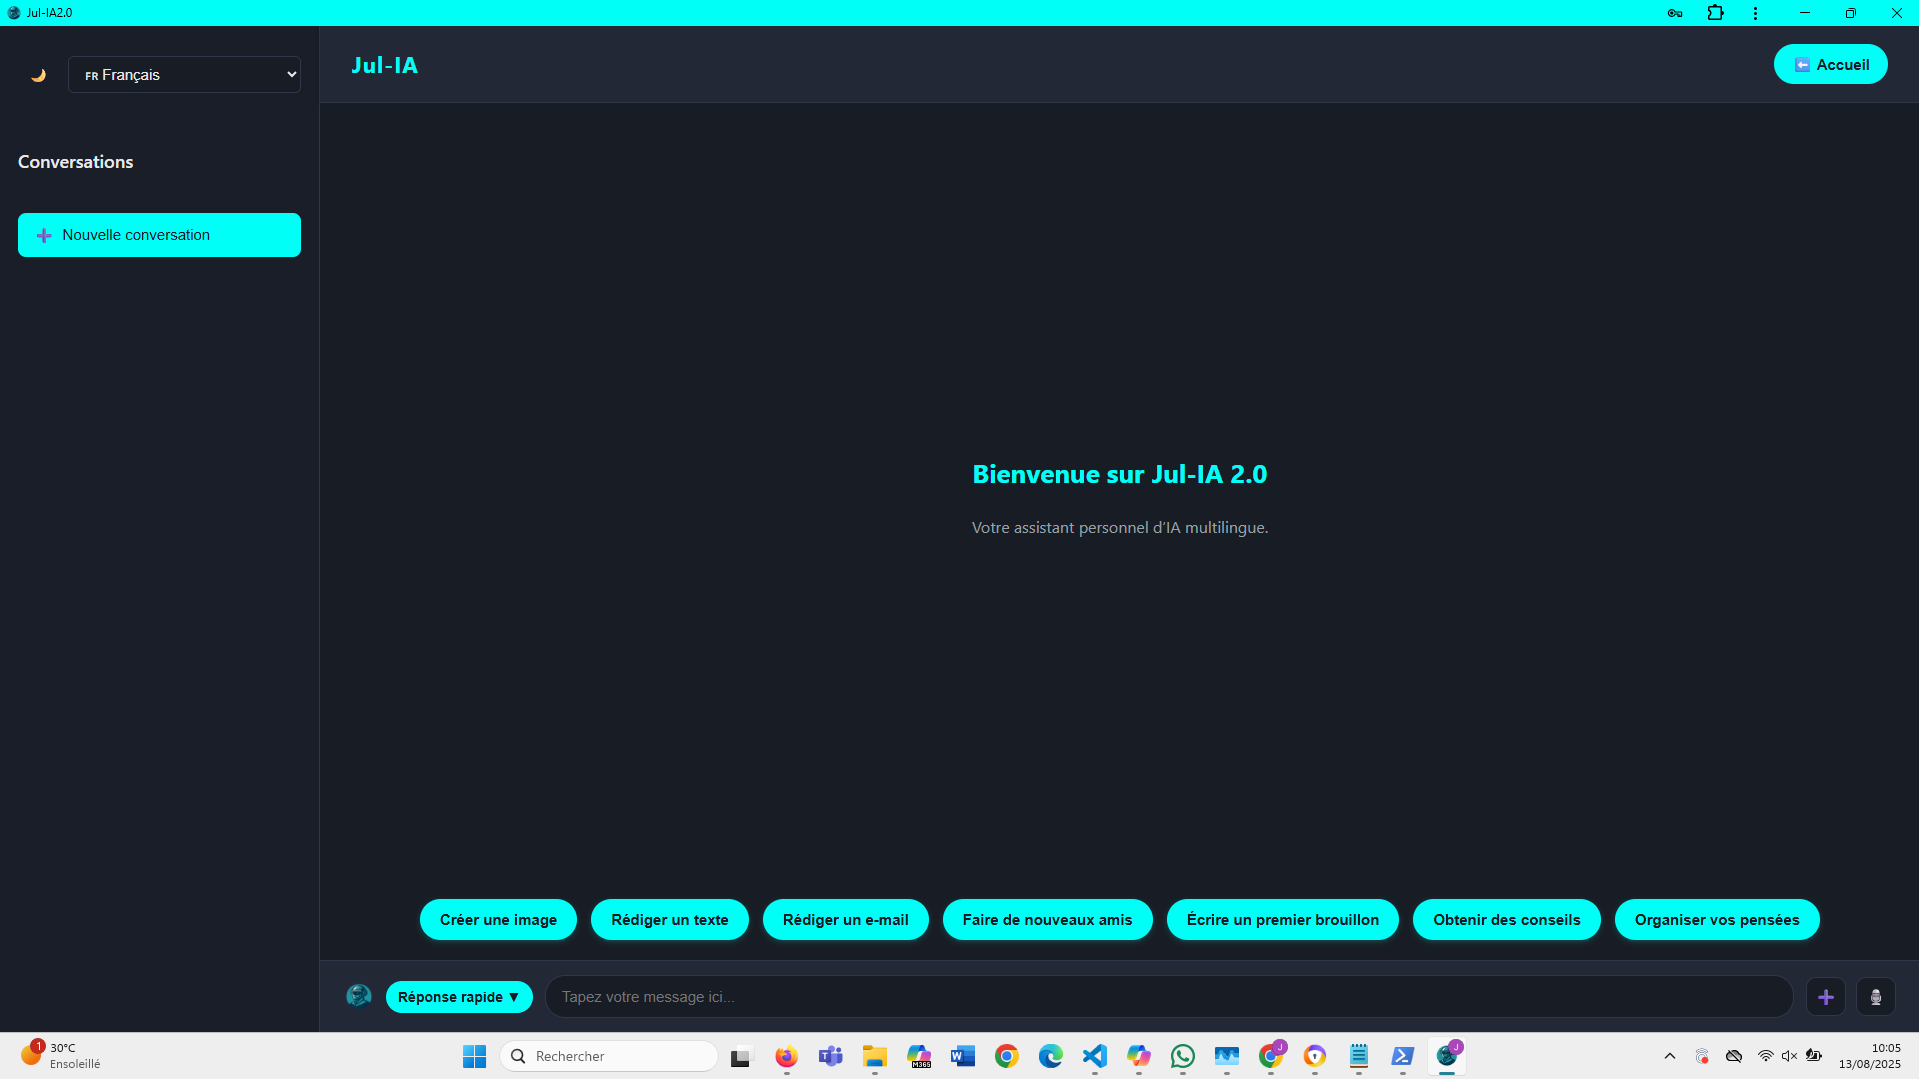 Jul-IA2.0
FR Français
Jul-IA
Accueil
Conversations
Nouvelle conversation
Bienvenue sur Jul-IA 2.0
Votre assistant personnel d'IA multilingue.
Créer une image
Rédiger un texte
Rédiger un e-mail
Faire de nouveaux amis
Écrire un premier brouillon
Obtenir des conseils
Organiser vos pensées
Réponse rapide ▼
Tapez votre message ici...
1
30°C
Ensoleillé
Rechercher
T
M365
W
J
J
10:05
13/08/2025